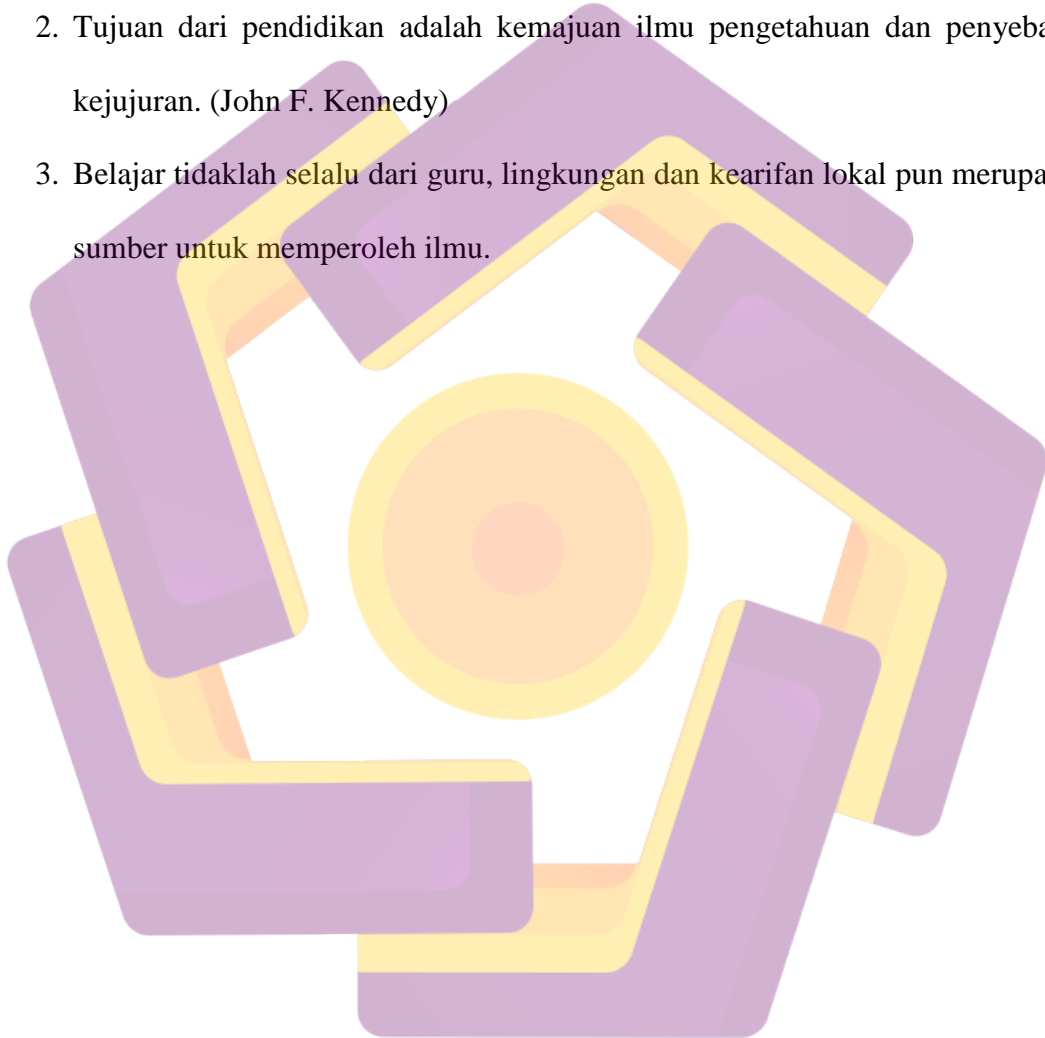 2. Tujuan dari pendidikan adalah kemajuan ilmu pengetahuan dan penyeba
kejujuran. (John F. Kennedy)
3. Belajar tidaklah selalu dari guru, lingkungan dan kearifan lokal pun merupa
sumber untuk memperoleh ilmu.